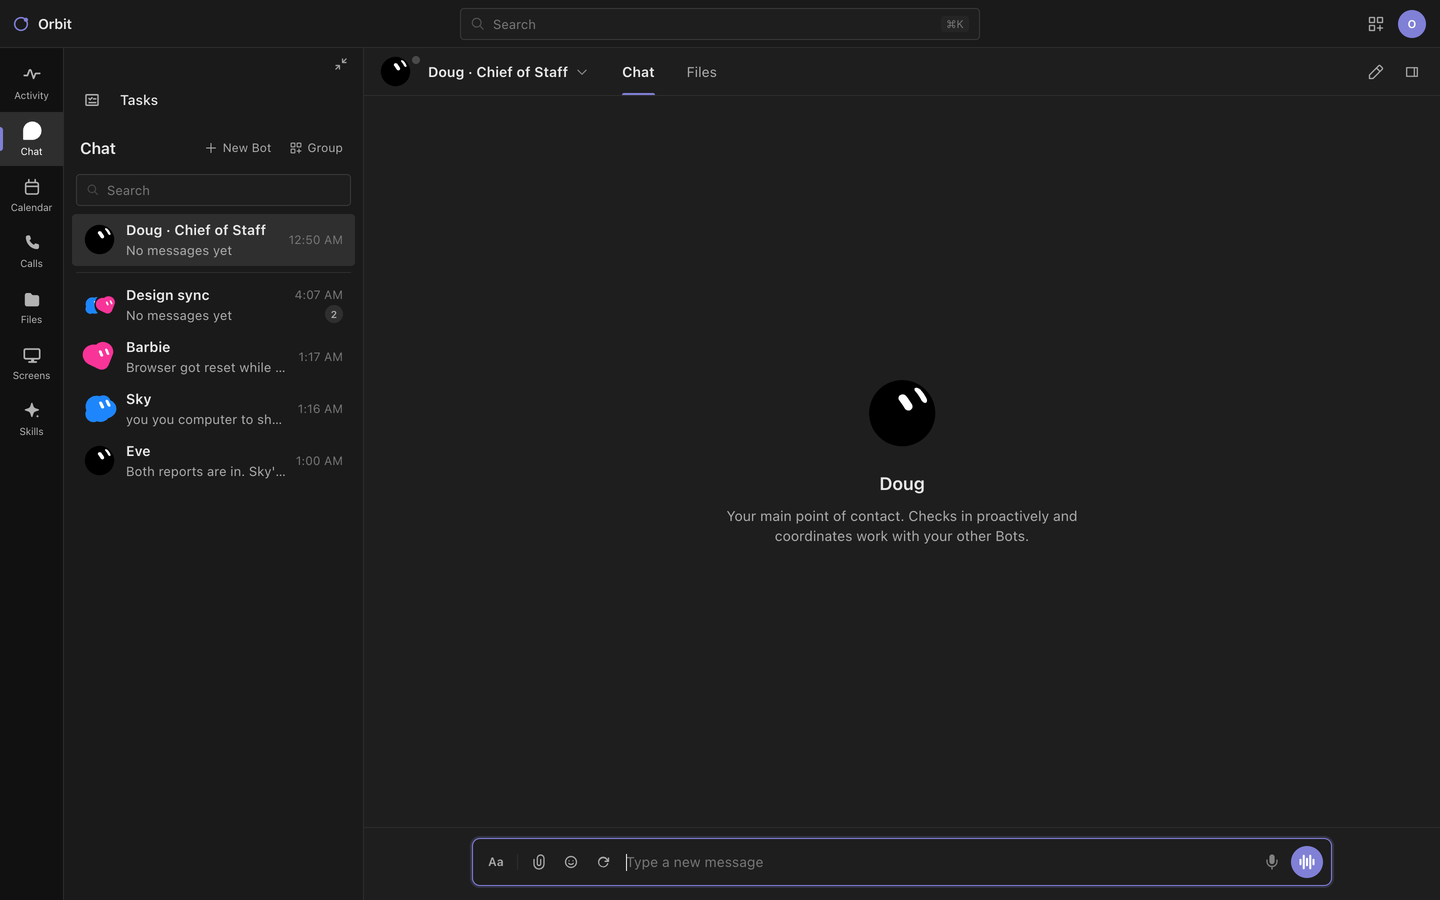 Orbit
Search
⌘K
O
Activity
Chat
Calendar
Calls
Files
Screens
Skills
Tasks
Chat
New Bot
Group
Search
Doug · Chief of Staff
12:50 AM
No messages yet
Design sync
4:07 AM
No messages yet
2
Barbie
1:17 AM
Browser got reset while ...
Sky
1:16 AM
you you computer to sh...
Eve
1:00 AM
Both reports are in. Sky'...
Doug · Chief of Staff
Chat
Files
Doug
Your main point of contact. Checks in proactively and
coordinates work with your other Bots.
Aa
Type a new message